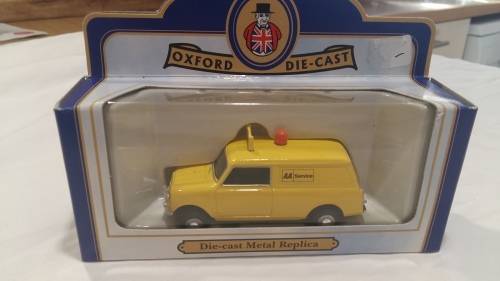 OXFORD DIE-CAST
AA Service
Die-cast Metal Replica